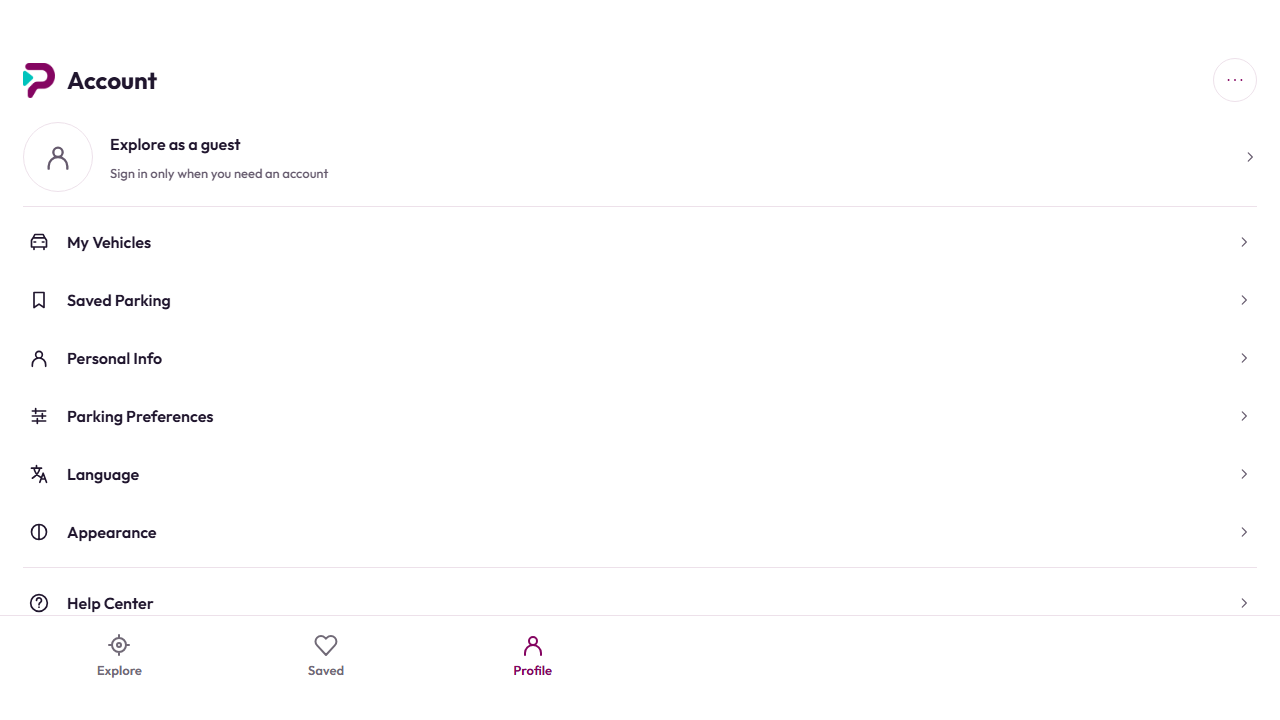 Account
Explore as a guest
Sign in only when you need an account
My Vehicles
Saved Parking
Personal Info
Parking Preferences
Language
Appearance
Help Center
Explore
Saved
Profile